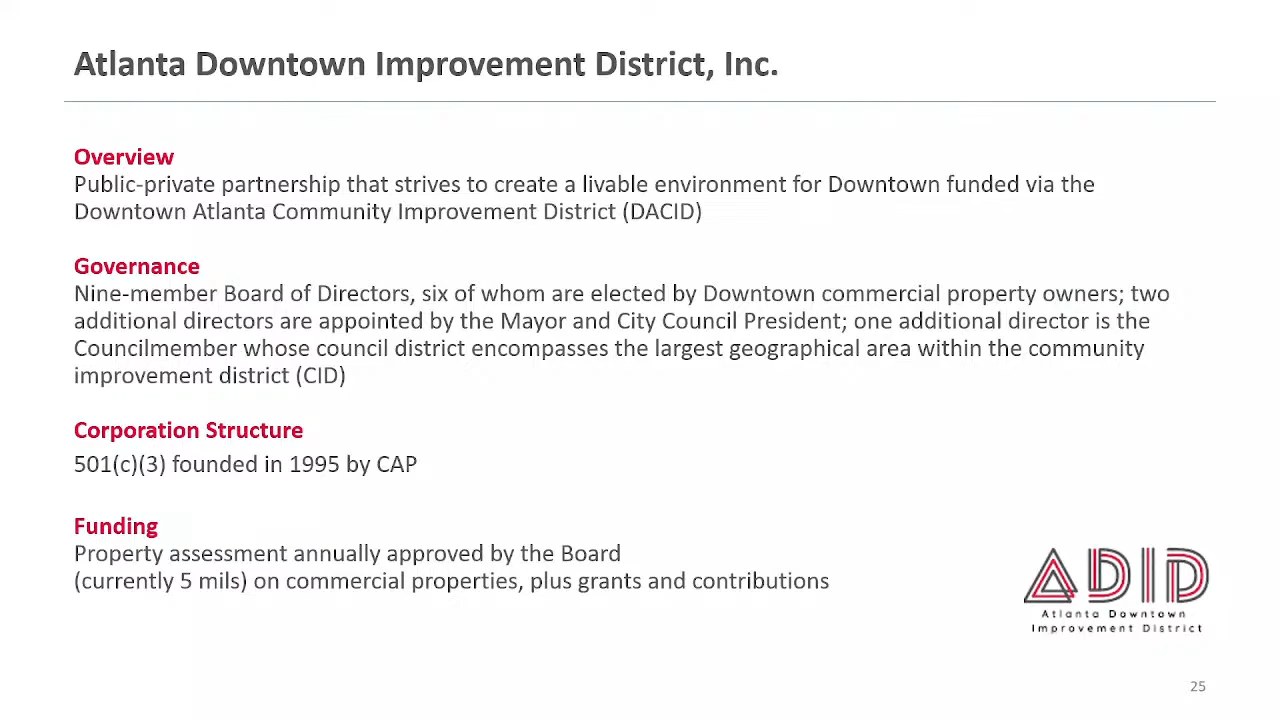 Atlanta Downtown Improvement District, Inc.
Overview
Public-private partnership that strives to create a livable environment for Downtown funded via the
Downtown Atlanta Community Improvement District (DACID)
Governance
Nine-member Board of Directors, six of whom are elected by Downtown commercial property owners; two
additional directors are appointed by the Mayor and City Council President; one additional director is the
Councilmember whose council district encompasses the largest geographical area within the community
improvement district (CID)
Corporation Structure
501(c)(3) founded in 1995 by CAP
Funding
Property assessment annually approved by the Board
(currently 5 mils) on commercial properties, plus grants and contributions
ADID
Atlanta Downtown
Improvement District
25